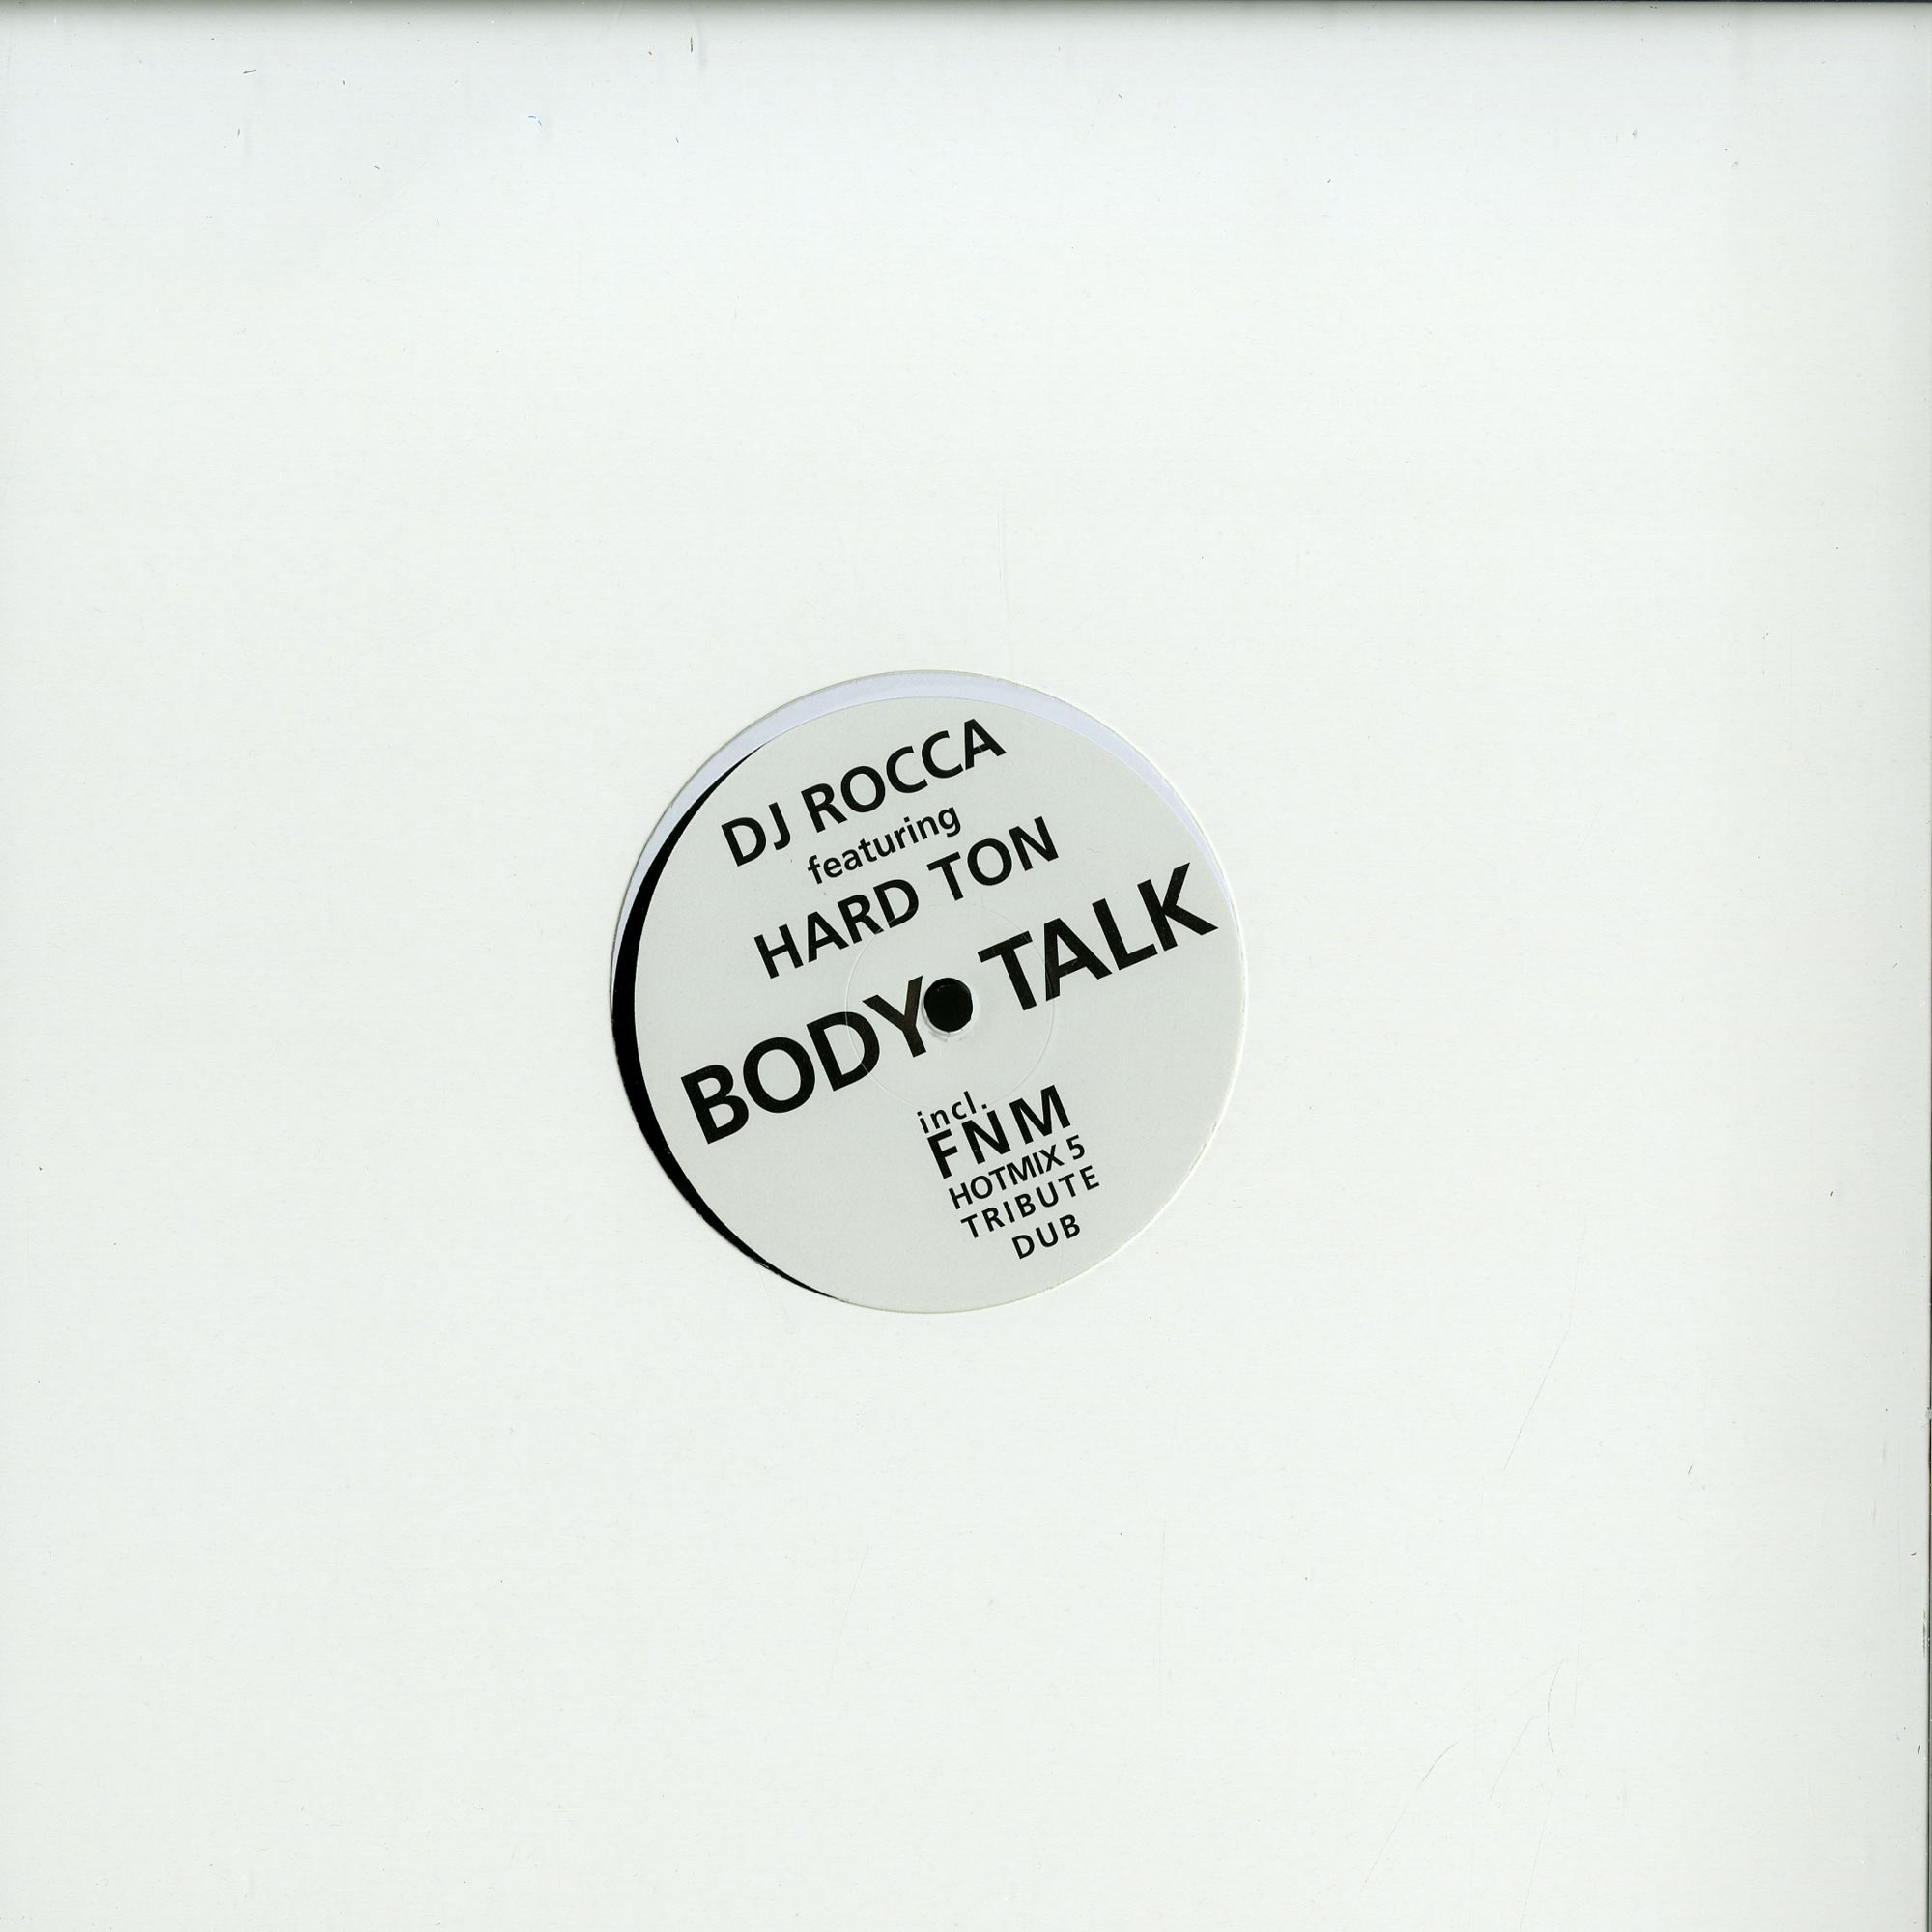 DJ ROCCA
featuring
HARD TON
BODY TALK
incl.
FNM
HOTMIX 5
TRIBUTE
DUB